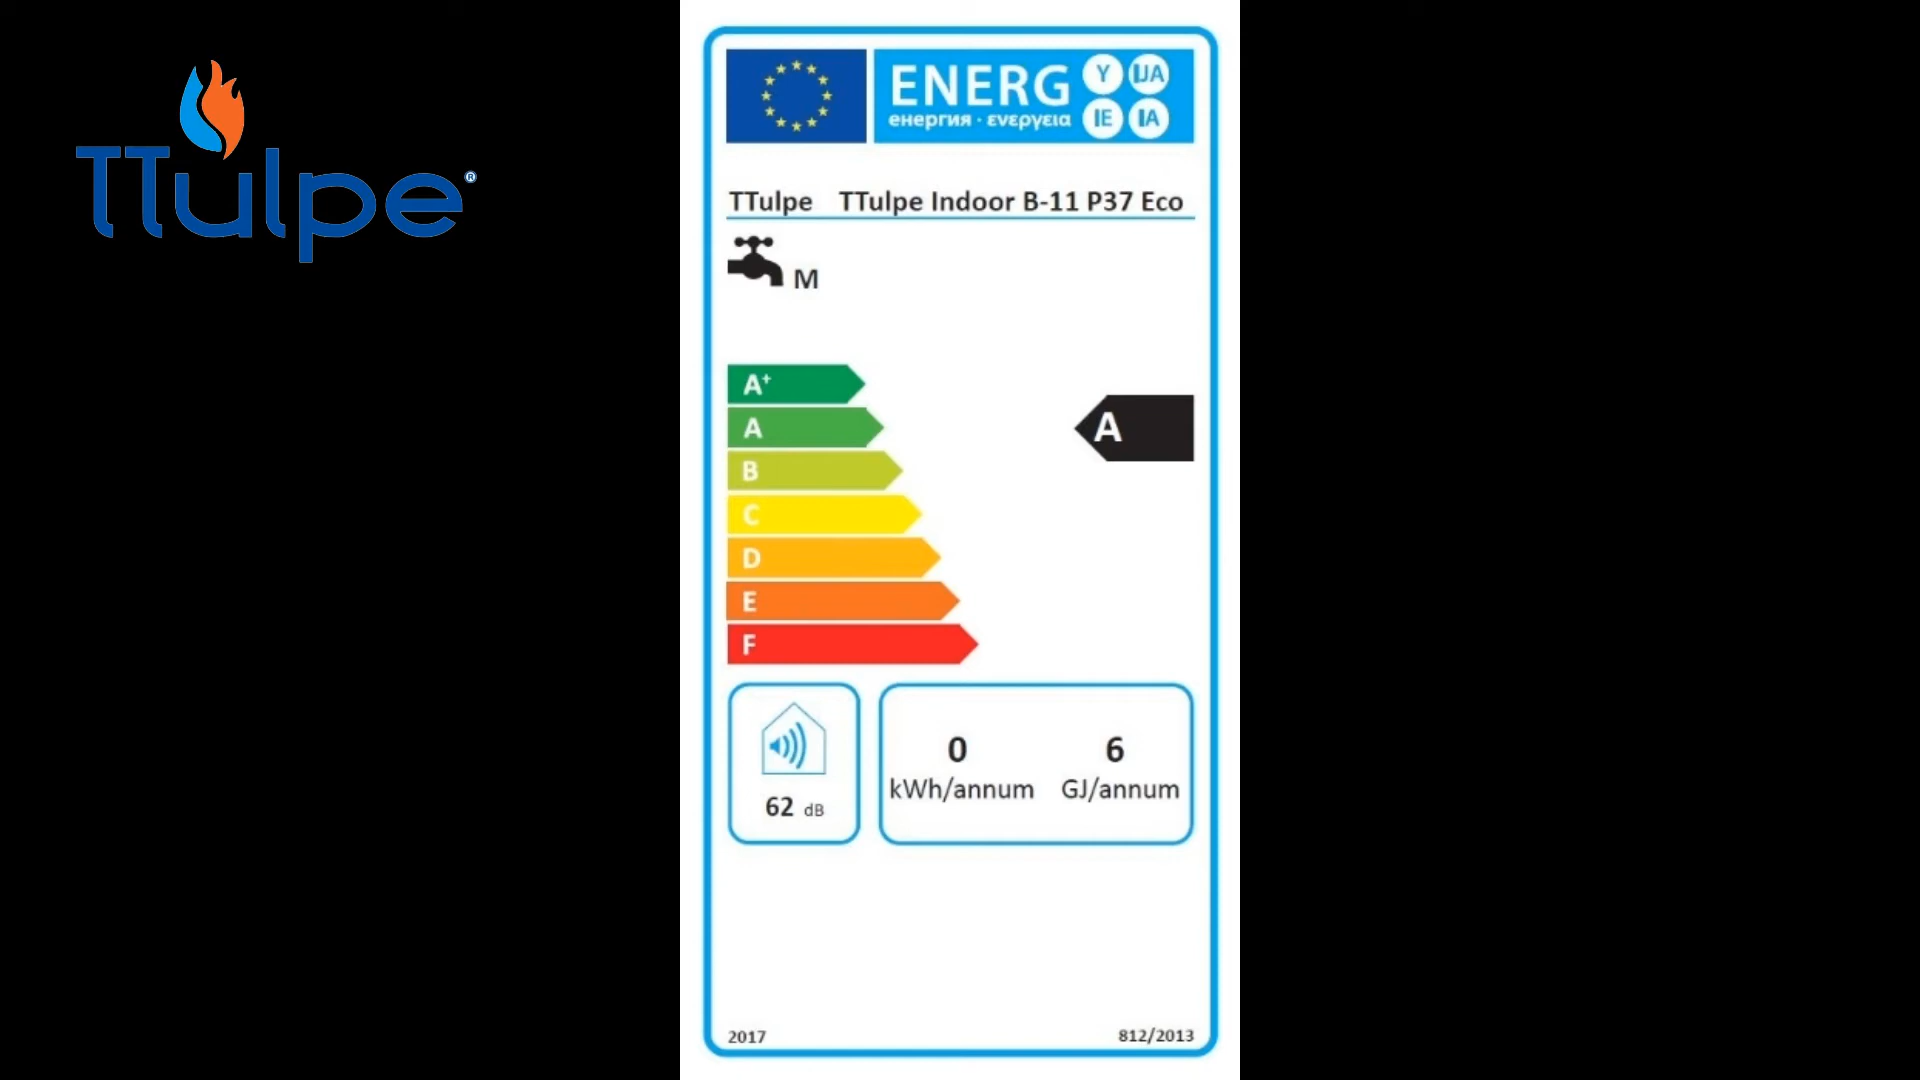 TTulpe®
ENERG Y IJA
енергия · ενεργεια IE IA
TTulpe TTulpe Indoor B-11 P37 Eco
M
A+
A A
B
C
D
E
F
0 6
kWh/annum GJ/annum
62 dB
2017 812/2013